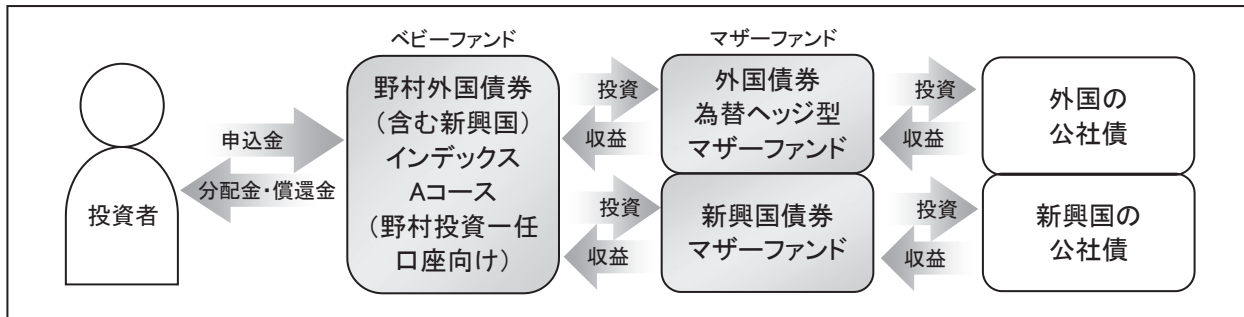 ベビーファンド
マザーファンド
投資者
申込金
分配金・償還金
野村外国債券
(含む新興国)
インデックス
Aコース
(野村投資一任
口座向け)
投資
収益
投資
収益
外国債券
為替ヘッジ型
マザーファンド
新興国債券
マザーファンド
投資
収益
投資
収益
外国の
公社債
新興国の
公社債